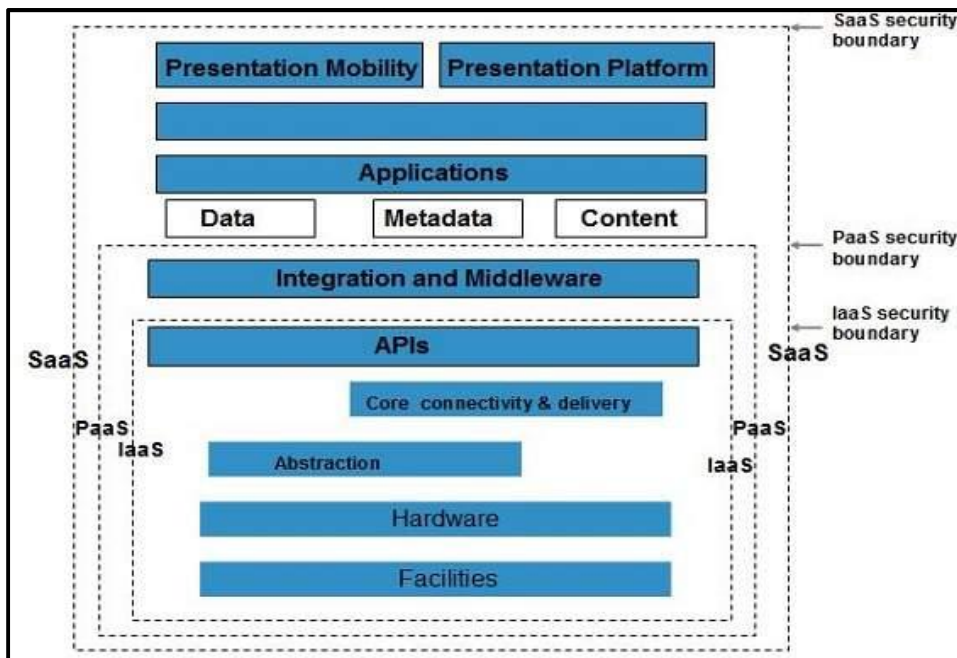 SaaS security
boundary
Presentation Mobility
Presentation Platform
Applications
Data
Metadata
Content
PaaS security
boundary
Integration and Middleware
IaaS security
boundary
APIs
SaaS
SaaS
Core connectivity & delivery
PaaS
PaaS
IaaS
IaaS
Abstraction
Hardware
Facilities